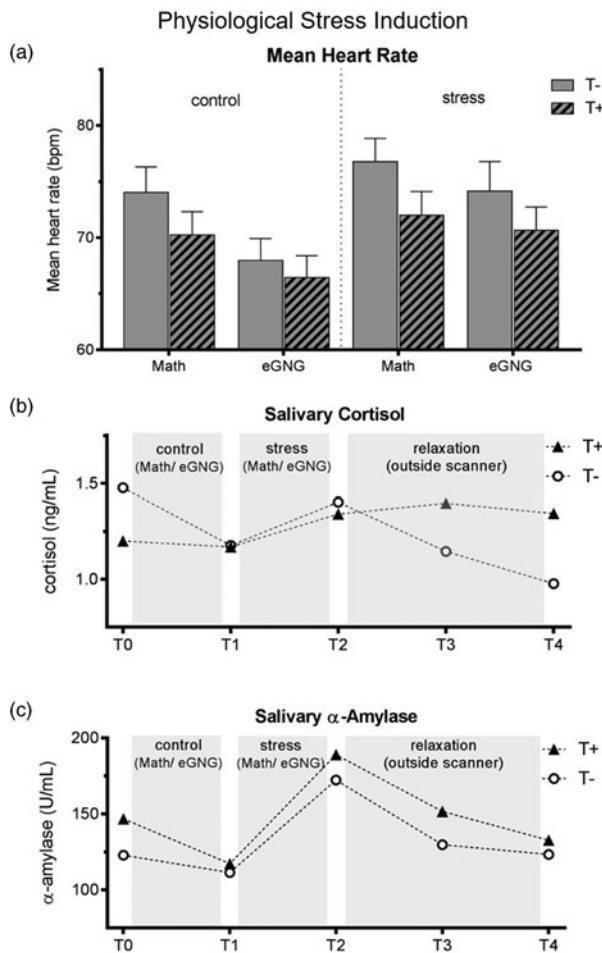 Physiological Stress Induction
(a)
Mean Heart Rate
control
stress
T-
T+
Mean heart rate (bpm)
80
70
60
Math
eGNG
Math
eGNG
(b)
Salivary Cortisol
control
(Math/ eGNG)
stress
(Math/ eGNG)
relaxation
(outside scanner)
T+
T-
cortisol (ng/mL)
1.5
1.0
T0
T1
T2
T3
T4
(c)
Salivary α-Amylase
control
(Math/ eGNG)
stress
(Math/ eGNG)
relaxation
(outside scanner)
T+
T-
α-amylase (U/mL)
200
150
100
T0
T1
T2
T3
T4